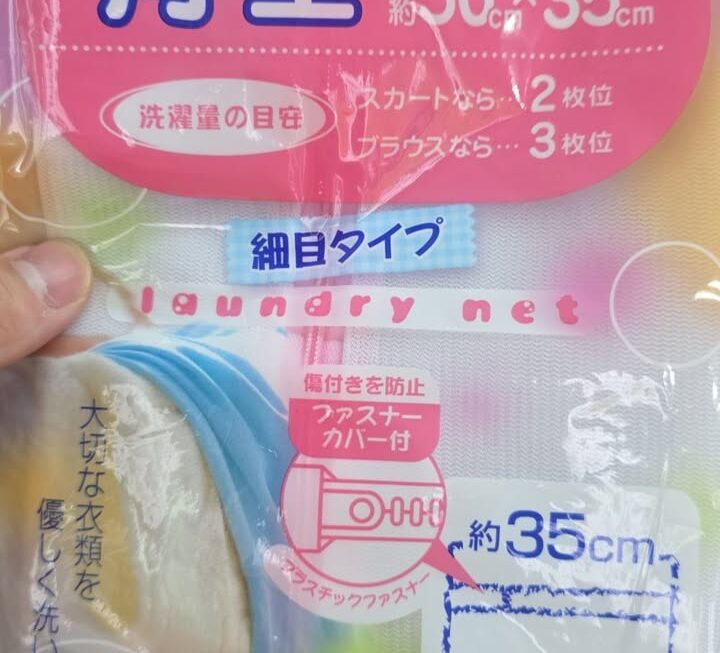 角型 約50cm×35cm
洗濯量の目安
スカートなら…2枚位
ブラウスなら…3枚位
細目タイプ
laundry net
傷付きを防止
ファスナー
カバー付
プラスチックファスナー
約35cm
大切な衣類を
優しく洗い